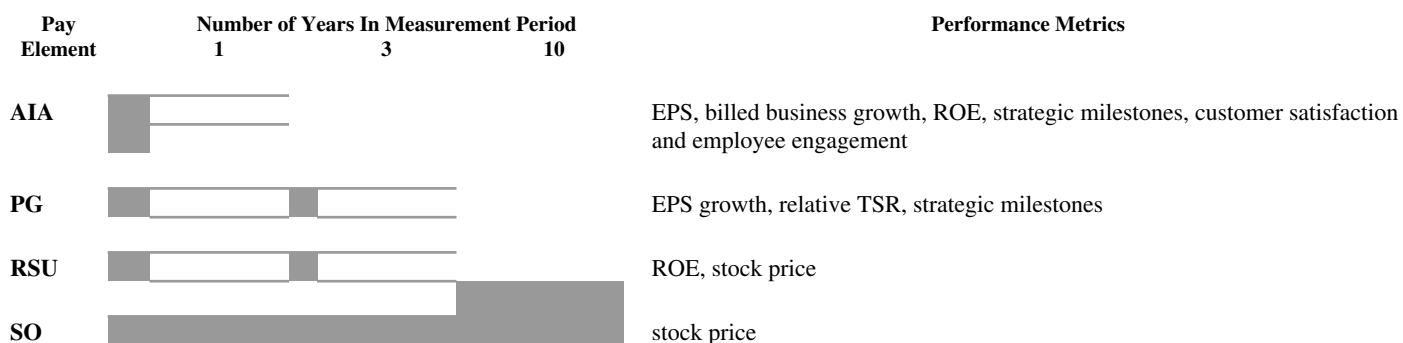 Pay Number of Years In Measurement Period Performance Metrics
Element 1 3 10
AIA EPS, billed business growth, ROE, strategic milestones, customer satisfaction
and employee engagement
PG EPS growth, relative TSR, strategic milestones
RSU ROE, stock price
SO stock price